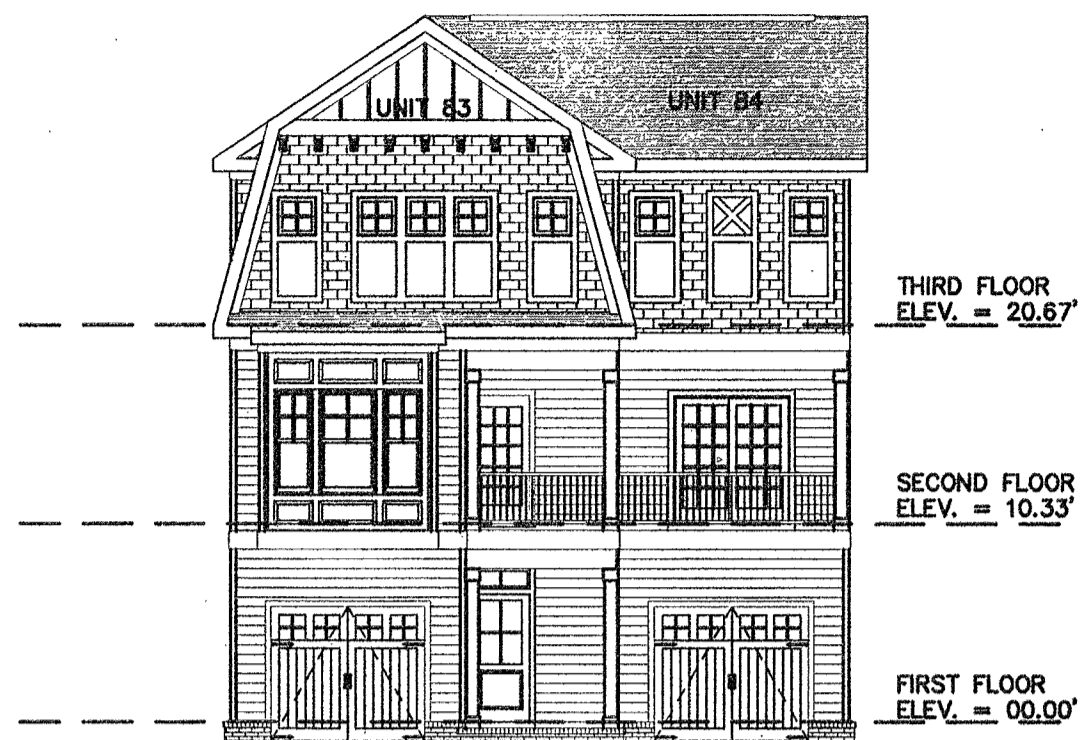 UNIT 83
UNIT 84
THIRD FLOOR
ELEV. = 20.67'
SECOND FLOOR
ELEV. = 10.33'
FIRST FLOOR
ELEV. = 00.00'